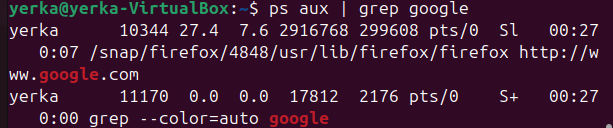 yerka@yerka-VirtualBox:~$ ps aux | grep google
yerka      10344 27.4  7.6 2916768 299608 pts/0  Sl   00:27
  0:07 /snap/firefox/4848/usr/lib/firefox/firefox http://w
ww.google.com
yerka      11170  0.0  0.0  17812  2176 pts/0    S+   00:27
  0:00 grep --color=auto google